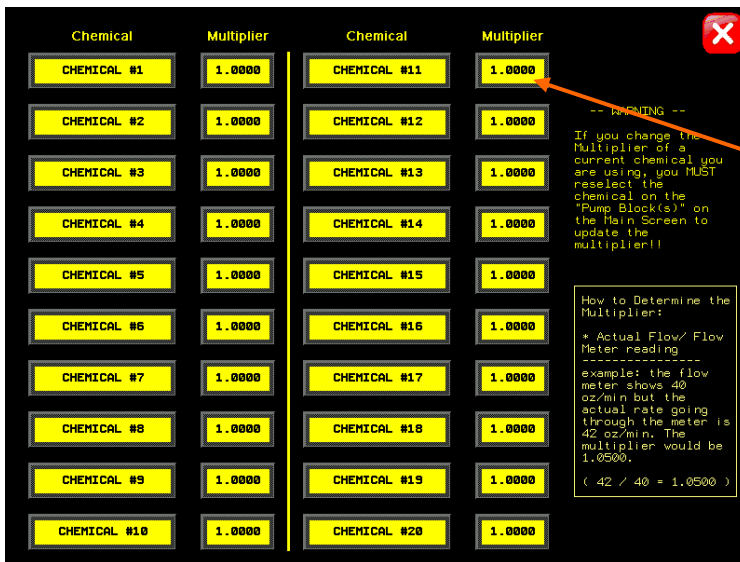 Chemical Multiplier Chemical Multiplier
CHEMICAL #1 1.0000 CHEMICAL #11 1.0000
CHEMICAL #2 1.0000 CHEMICAL #12 1.0000
CHEMICAL #3 1.0000 CHEMICAL #13 1.0000
CHEMICAL #4 1.0000 CHEMICAL #14 1.0000
CHEMICAL #5 1.0000 CHEMICAL #15 1.0000
CHEMICAL #6 1.0000 CHEMICAL #16 1.0000
CHEMICAL #7 1.0000 CHEMICAL #17 1.0000
CHEMICAL #8 1.0000 CHEMICAL #18 1.0000
CHEMICAL #9 1.0000 CHEMICAL #19 1.0000
CHEMICAL #10 1.0000 CHEMICAL #20 1.0000
-- WARNING --
If you change the
Multiplier of a
current chemical you
are using, you MUST
reselect the
chemical on the
"Pump Block(s)" on
the Main Screen to
update the
multiplier!!
How to Determine the
Multiplier:
* Actual Flow/ Flow
Meter reading
---------------
example: the flow
meter shows 40
oz/min but the
actual rate going
through the meter is
42 oz/min. The
multiplier would be
1.0500.
( 42 / 40 = 1.0500 )